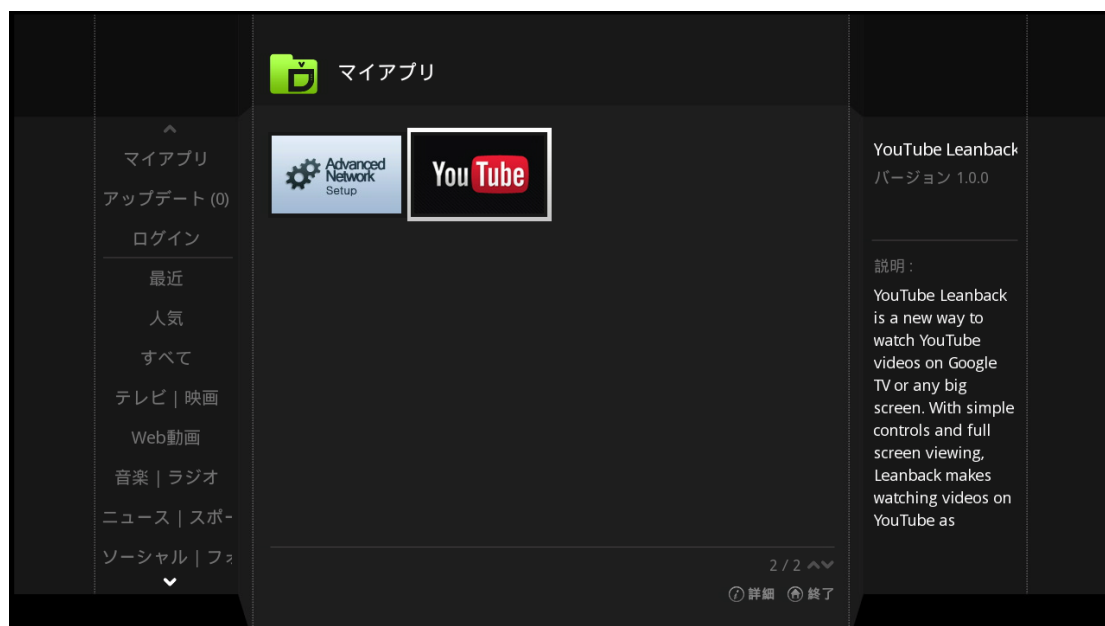 マイアプリ
マイアプリ
アップデート (0)
ログイン
最近
人気
すべて
テレビ | 映画
Web動画
音楽 | ラジオ
ニュース | スポー
ソーシャル | フォ
Advanced
Network
Setup
YouTube
2 / 2
詳細 終了
YouTube Leanback
バージョン 1.0.0
説明 :
YouTube Leanback
is a new way to
watch YouTube
videos on Google
TV or any big
screen. With simple
controls and full
screen viewing,
Leanback makes
watching videos on
YouTube as